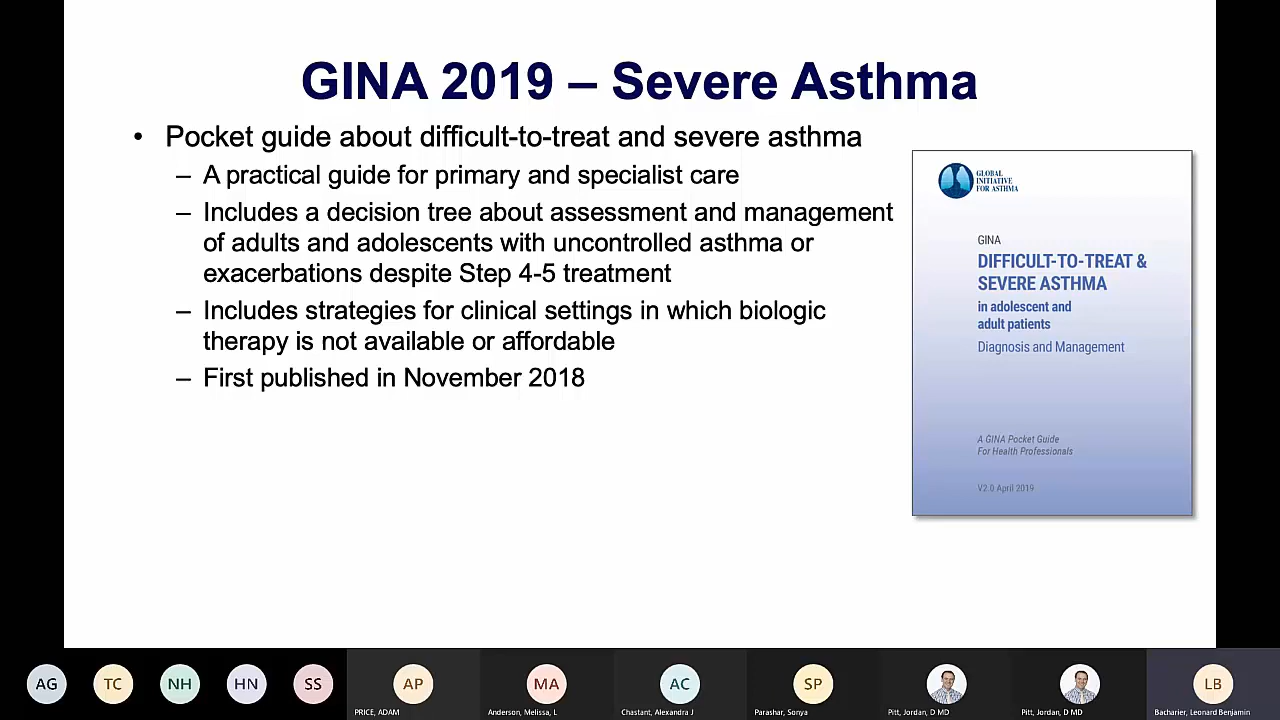 GINA 2019 – Severe Asthma
• Pocket guide about difficult-to-treat and severe asthma
– A practical guide for primary and specialist care
– Includes a decision tree about assessment and management
of adults and adolescents with uncontrolled asthma or
exacerbations despite Step 4-5 treatment
– Includes strategies for clinical settings in which biologic
therapy is not available or affordable
– First published in November 2018
GLOBAL
INITIATIVE
FOR ASTHMA
GINA
DIFFICULT-TO-TREAT &
SEVERE ASTHMA
in adolescent and
adult patients
Diagnosis and Management
A GINA Pocket Guide
For Health Professionals
V2.0 April 2019
AG
TC
NH
HN
SS
AP
PRICE, ADAM
MA
Anderson, Melissa, L
AC
Chastant, Alexandra J
SP
Parashar, Sonya
Pitt, Jordan, D MD
Pitt, Jordan, D MD
LB
Bacharier, Leonard Benjamin